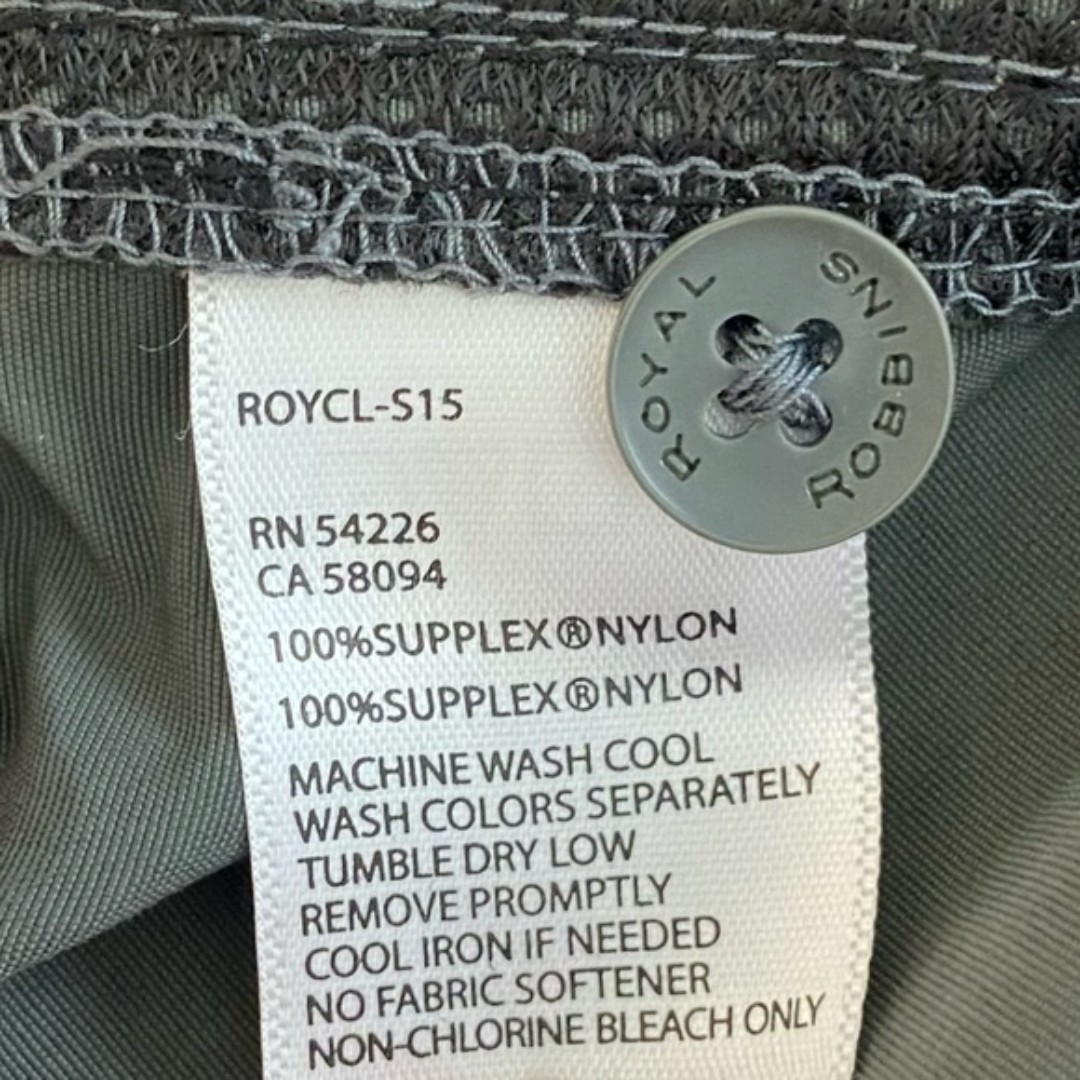 ROYAL ROBBINS
ROYCL-S15
RN 54226
CA 58094
100%SUPPLEX®NYLON
100%SUPPLEX®NYLON
MACHINE WASH COOL
WASH COLORS SEPARATELY
TUMBLE DRY LOW
REMOVE PROMPTLY
COOL IRON IF NEEDED
NO FABRIC SOFTENER
NON-CHLORINE BLEACH ONLY